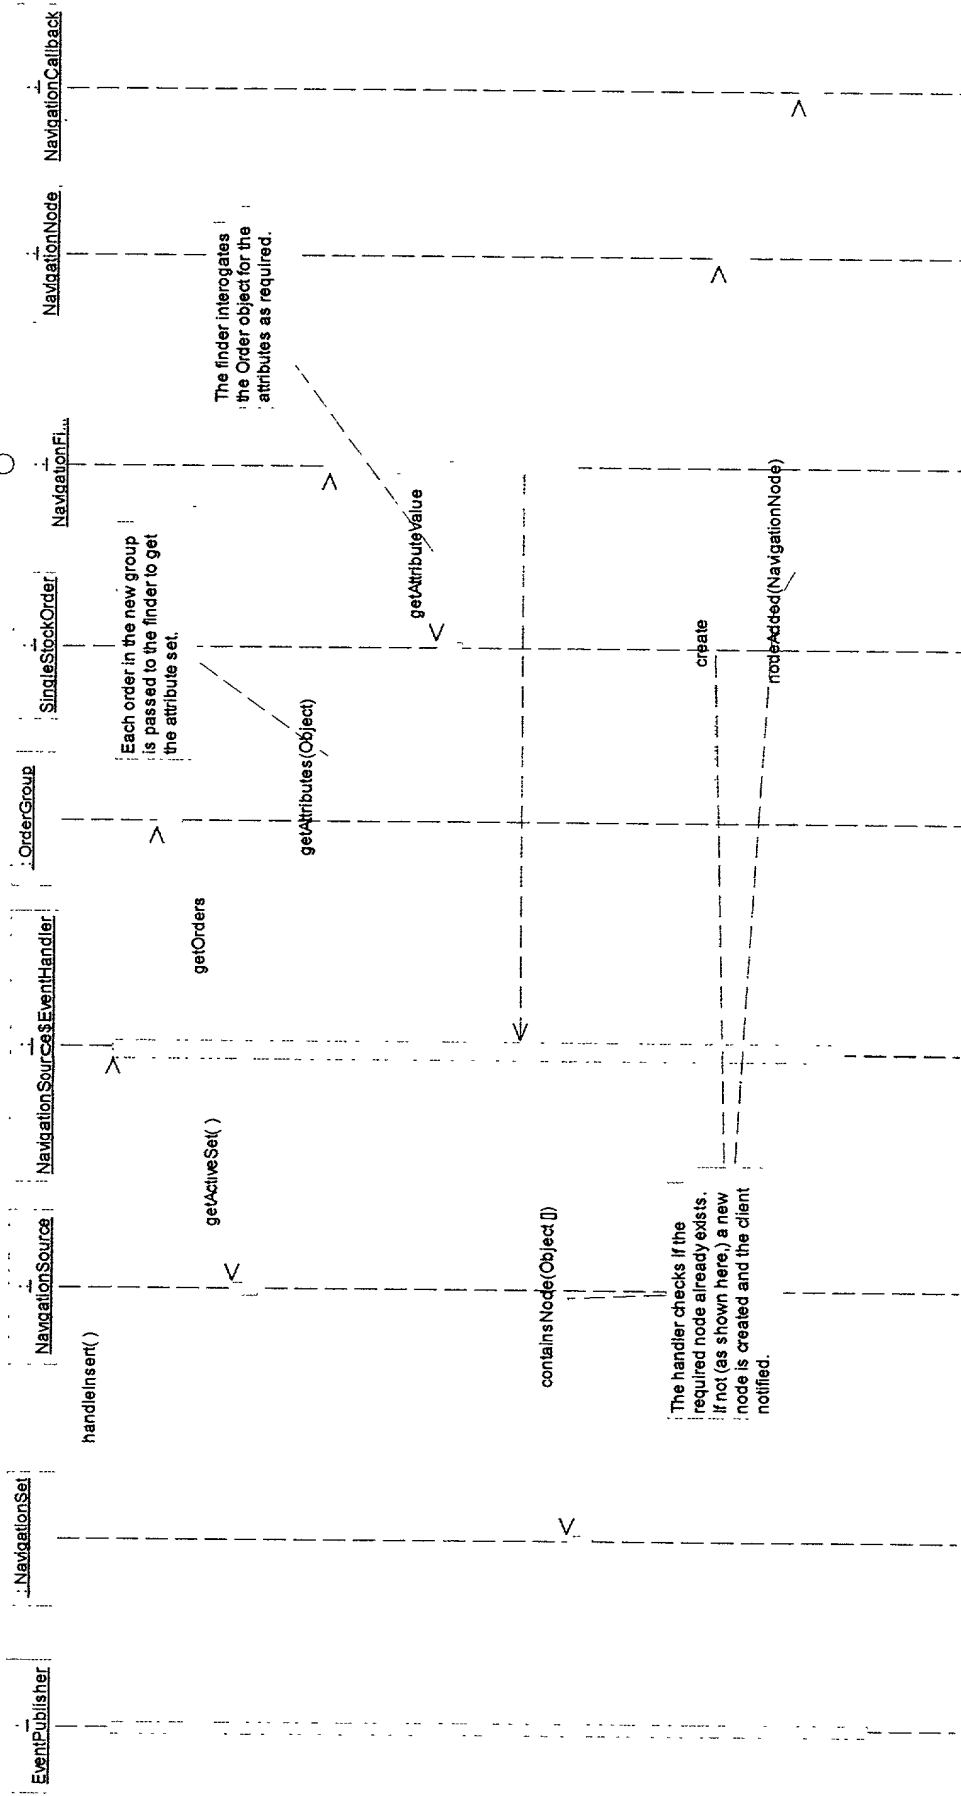 EventPublisher
: NavigationSet
NavigationSource
NavigationSource$EventHandler
: OrderGroup
SingleStockOrder
NavigationFi...
NavigationNode
NavigationCallback
handleInsert( )
getOrders
getActiveSet( )
Each order in the new group
is passed to the finder to get
the attribute set.
getAttributes(Object)
The finder interogates
the Order object for the
attributes as required.
getAttributeValue
containsNode(Object [])
The handler checks if the
required node already exists.
If not (as shown here,) a new
node is created and the client
notified.
create
nodeAdded(NavigationNode)